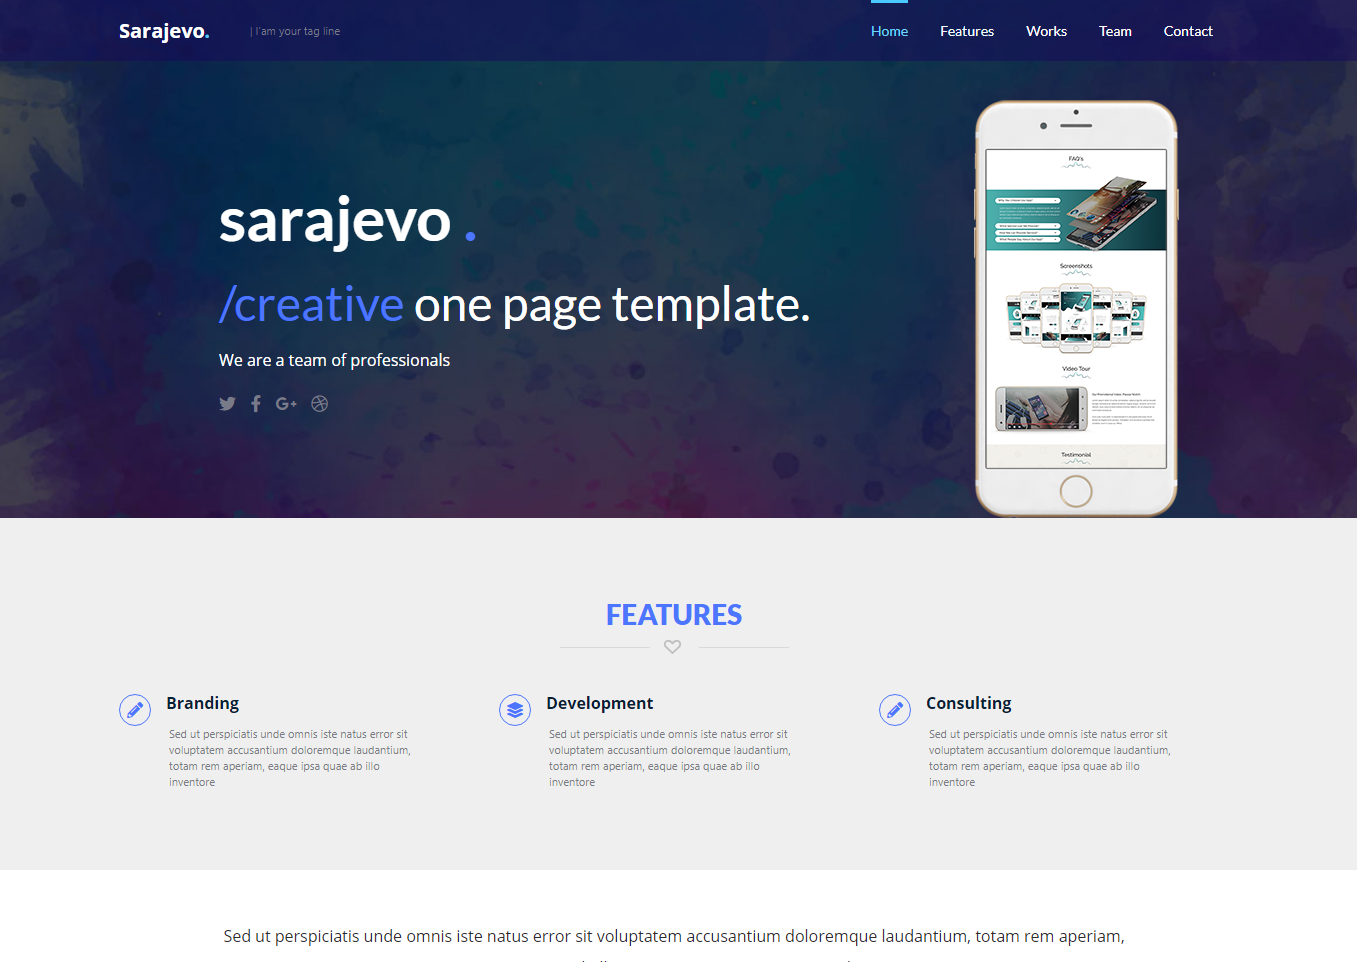 Sarajevo.
| I'am your tag line
Home
Features
Works
Team
Contact
sarajevo .
/creative one page template.
We are a team of professionals
FAQ's
Screenshots
Video Tour
Testimonial
FEATURES
Branding
Sed ut perspiciatis unde omnis iste natus error sit
voluptatem accusantium doloremque laudantium,
totam rem aperiam, eaque ipsa quae ab illo
inventore
Development
Sed ut perspiciatis unde omnis iste natus error sit
voluptatem accusantium doloremque laudantium,
totam rem aperiam, eaque ipsa quae ab illo
inventore
Consulting
Sed ut perspiciatis unde omnis iste natus error sit
voluptatem accusantium doloremque laudantium,
totam rem aperiam, eaque ipsa quae ab illo
inventore
Sed ut perspiciatis unde omnis iste natus error sit voluptatem accusantium doloremque laudantium, totam rem aperiam,